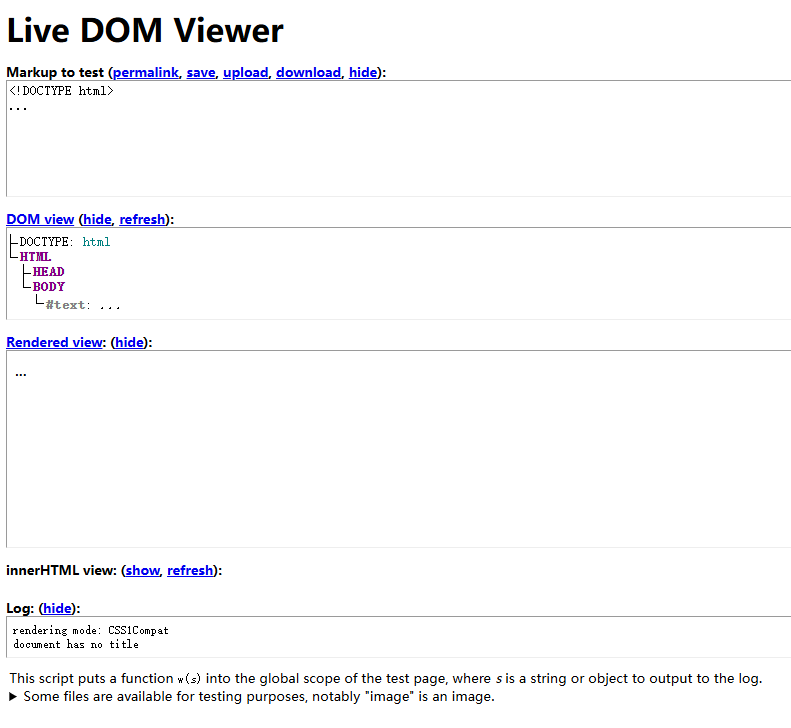 Live DOM Viewer
Markup to test (permalink, save, upload, download, hide):
<!DOCTYPE html>
...
DOM view (hide, refresh):
DOCTYPE: html
HTML
HEAD
BODY
#text: ...
Rendered view: (hide):
...
innerHTML view: (show, refresh):
Log: (hide):
rendering mode: CSS1Compat
document has no title
This script puts a function w(s) into the global scope of the test page, where s is a string or object to output to the log.
▶ Some files are available for testing purposes, notably "image" is an image.